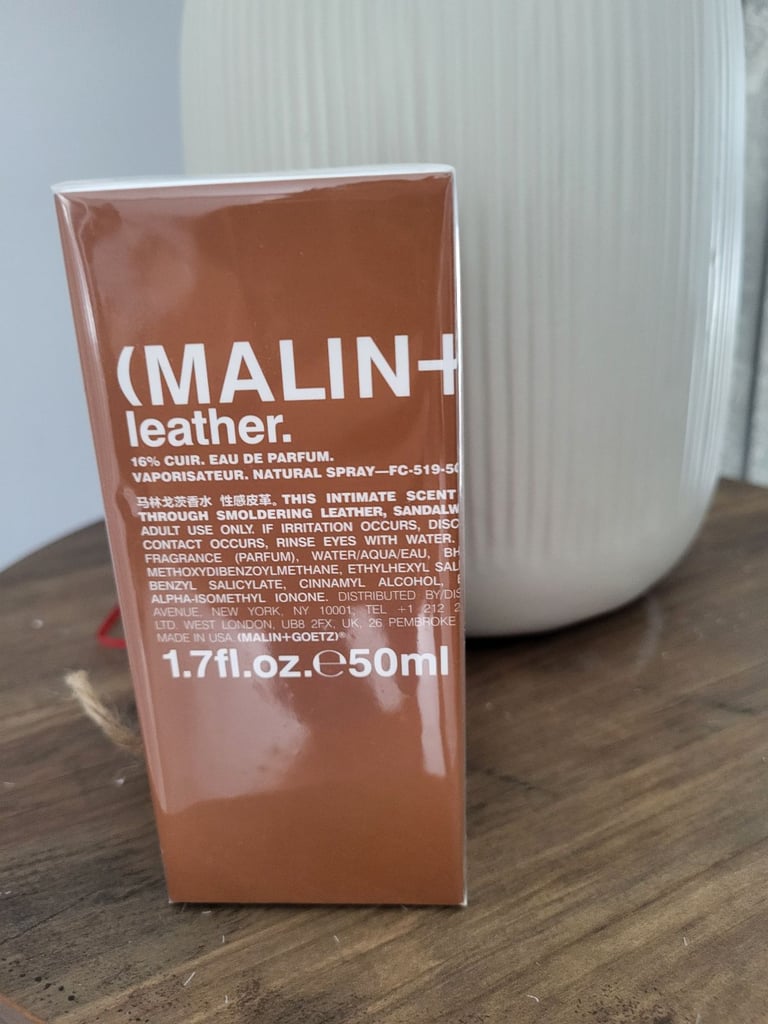 (MALIN+
leather.
16% CUIR. EAU DE PARFUM.
VAPORISATEUR. NATURAL SPRAY—FC-519-50
马林戈茨香水 性感皮革。THIS INTIMATE SCENT
THROUGH SMOLDERING LEATHER, SANDALW
ADULT USE ONLY. IF IRRITATION OCCURS, DISC
CONTACT OCCURS, RINSE EYES WITH WATER.
FRAGRANCE (PARFUM), WATER/AQUA/EAU, BH
METHOXYDIBENZOYLMETHANE, ETHYLHEXYL SAL
BENZYL SALICYLATE, CINNAMYL ALCOHOL,
ALPHA-ISOMETHYL IONONE. DISTRIBUTED BY/DIS
AVENUE, NEW YORK, NY 10001, TEL +1 212 2
LTD. WEST LONDON, UB8 2FX, UK, 26 PEMBROKE
MADE IN USA (MALIN+GOETZ)®
1.7fl.oz.℮50ml